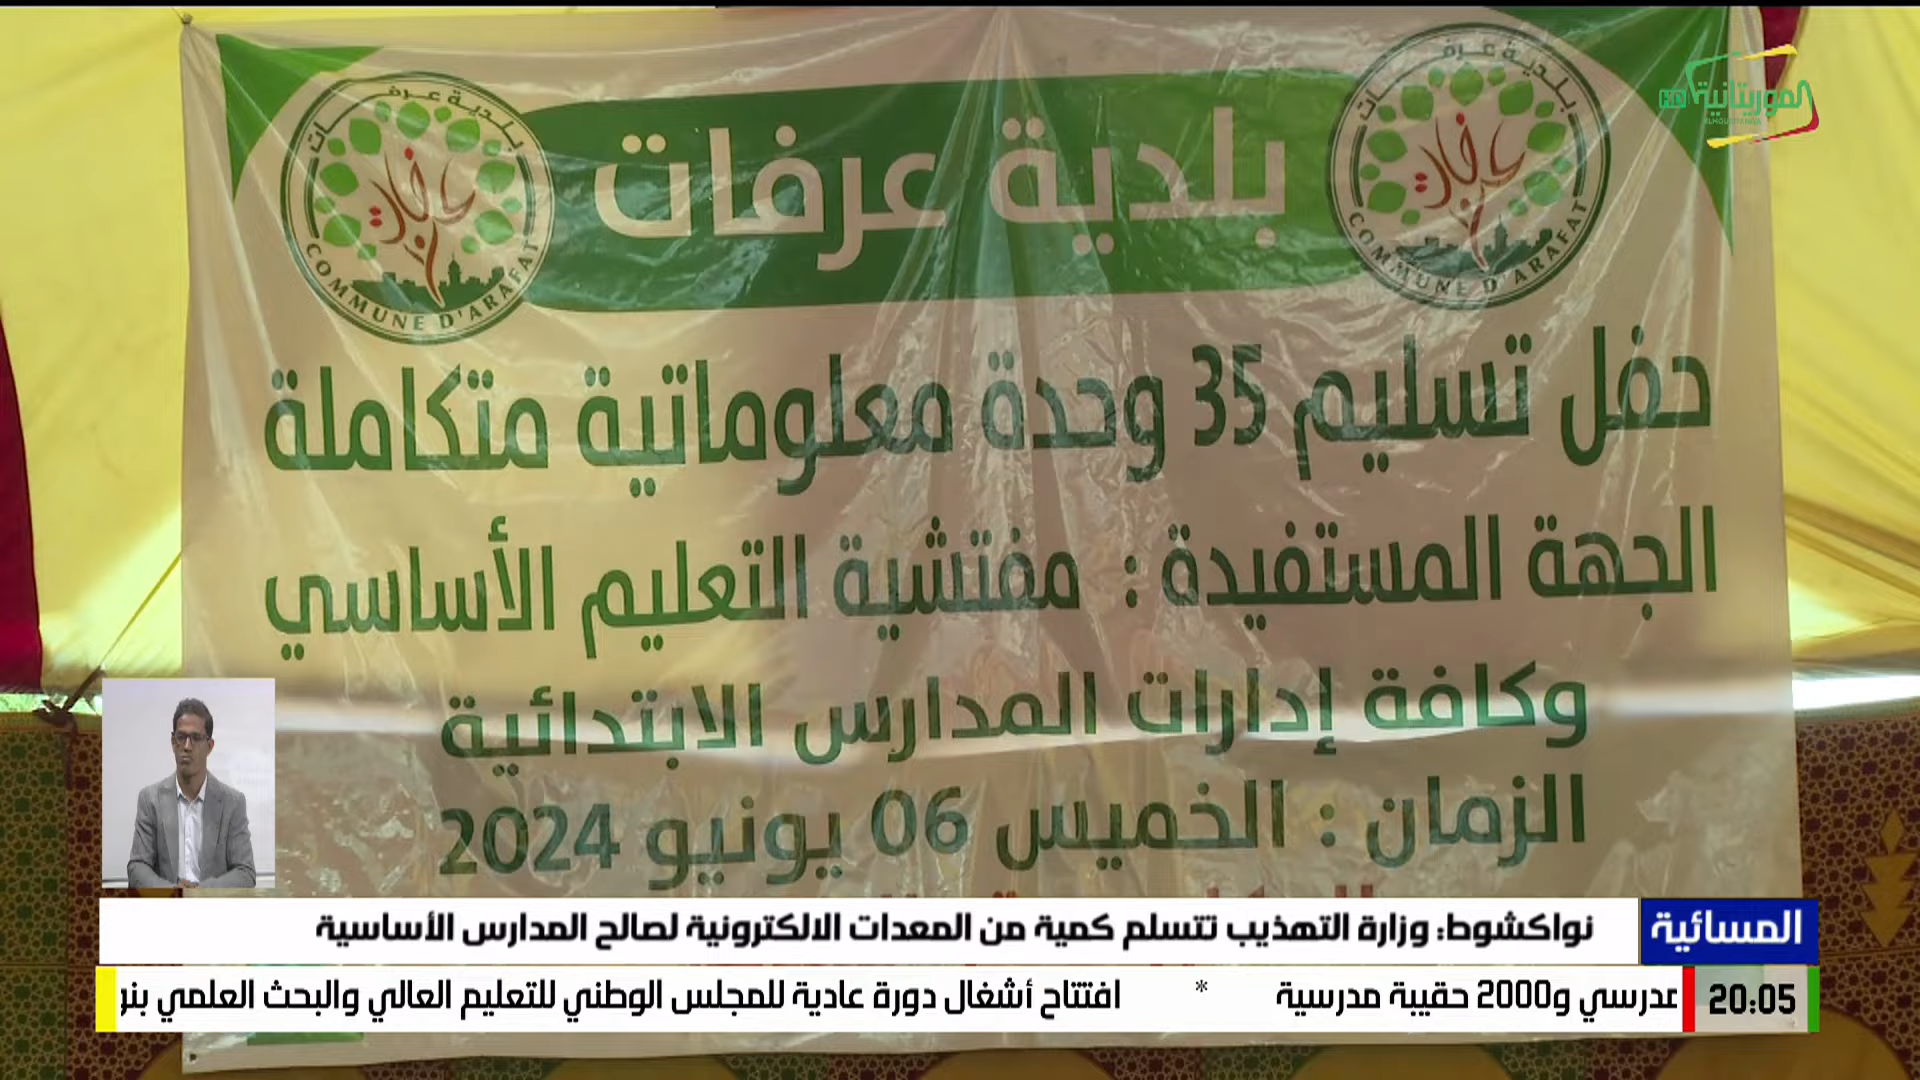 الموريتانية HD
بلدية عرفات
COMMUNE D'ARAFAT
بلدية عرفات
بلدية عرفات
COMMUNE D'ARAFAT
حفل تسليم 35 وحدة معلوماتية متكاملة
الجهة المستفيدة : مفتشية التعليم الأساسي
وكافة إدارات المدارس الابتدائية
الزمان : الخميس 06 يونيو 2024
المسائية
نواكشوط: وزارة التهذيب تتسلم كمية من المعدات الالكترونية لصالح المدارس الأساسية
20:05
و2000 حقيبة مدرسية * افتتاح أشغال دورة عادية للمجلس الوطني للتعليم العالي والبحث العلمي